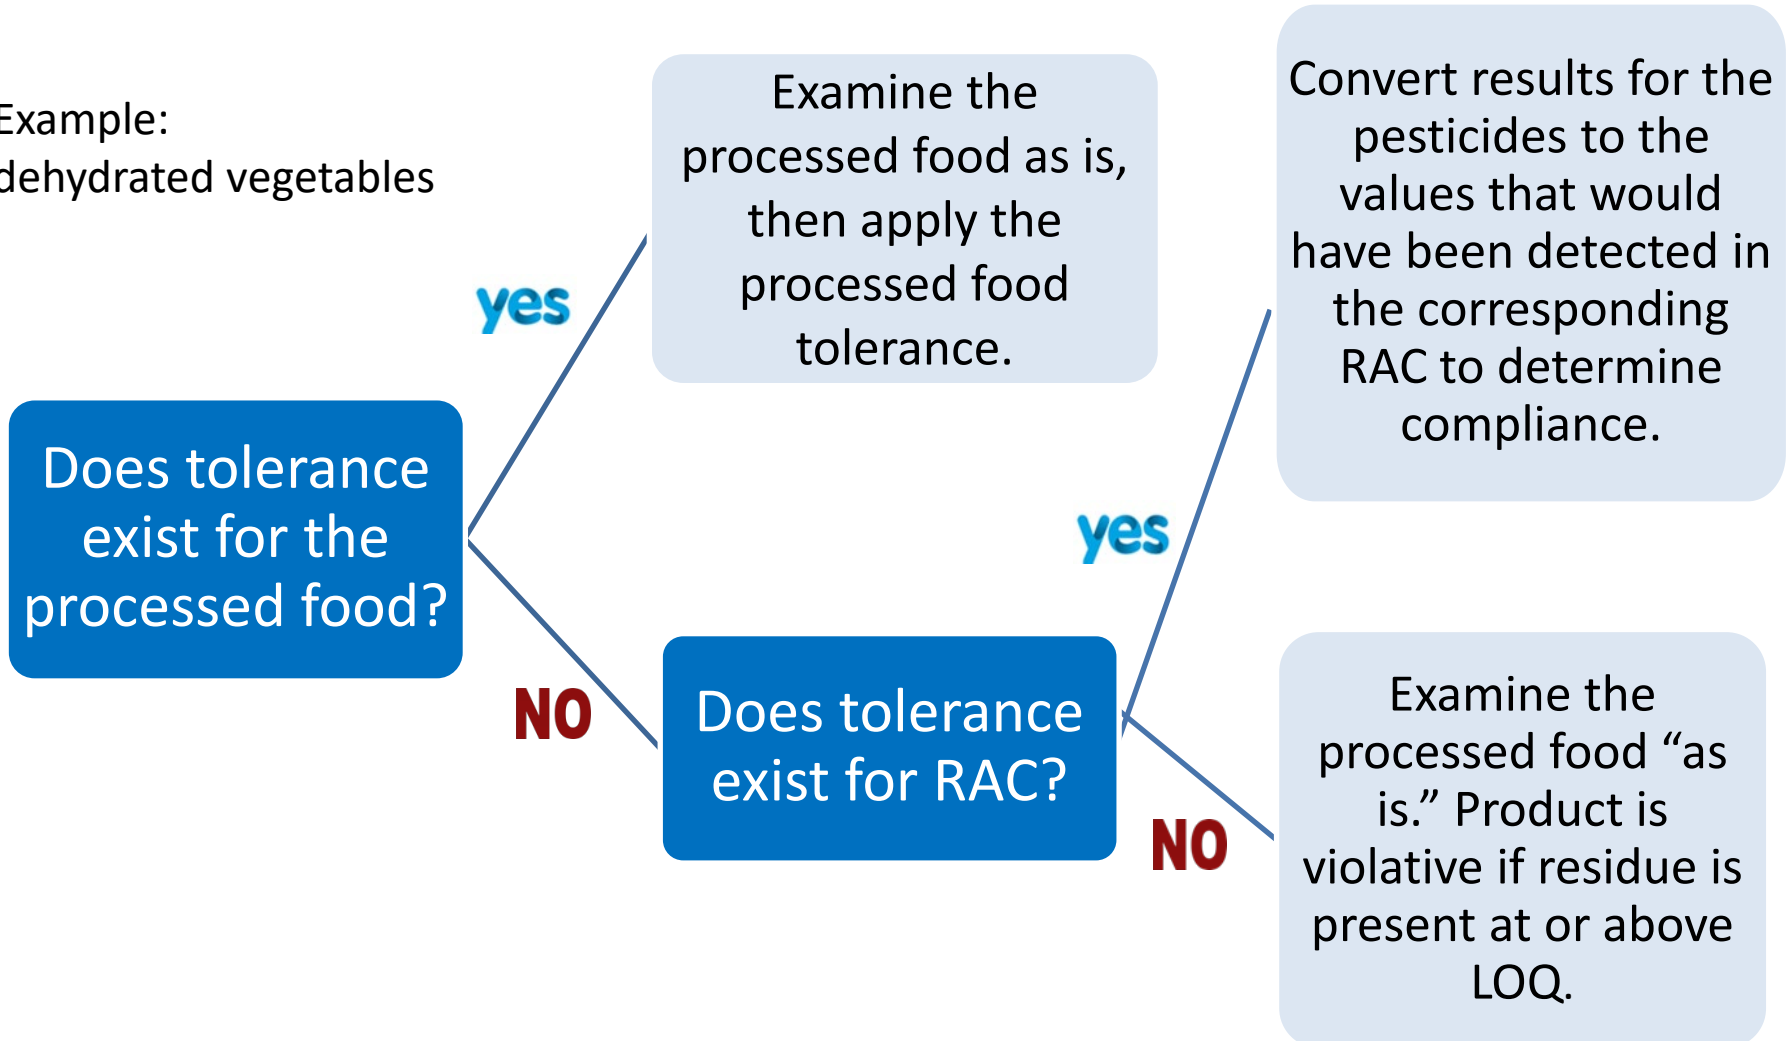 Example:
dehydrated vegetables
Examine the
processed food as is,
then apply the
processed food
tolerance.
yes
Does tolerance
exist for the
processed food?
NO
Does tolerance
exist for RAC?
yes
Convert results for the
pesticides to the
values that would
have been detected in
the corresponding
RAC to determine
compliance.
NO
Examine the
processed food “as
is.” Product is
violative if residue is
present at or above
LOQ.